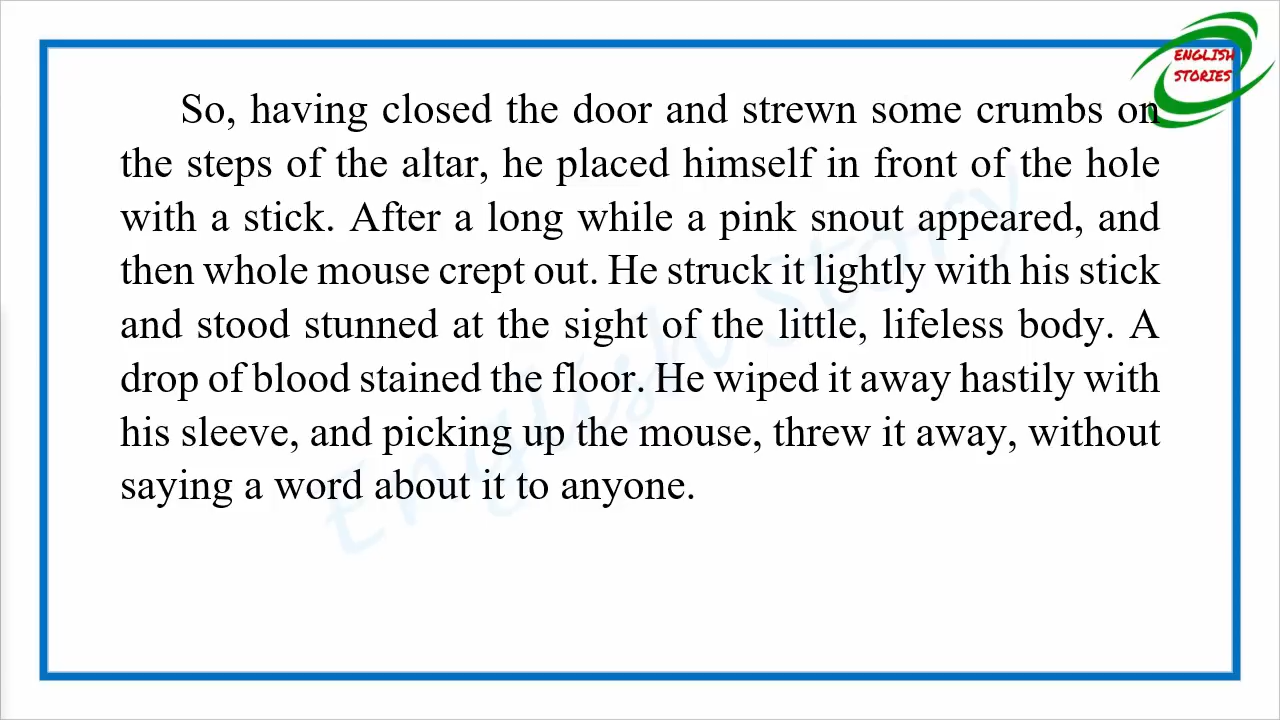 ENGLISH
STORIES
So, having closed the door and strewn some crumbs on
the steps of the altar, he placed himself in front of the hole
with a stick. After a long while a pink snout appeared, and
then whole mouse crept out. He struck it lightly with his stick
and stood stunned at the sight of the little, lifeless body. A
drop of blood stained the floor. He wiped it away hastily with
his sleeve, and picking up the mouse, threw it away, without
saying a word about it to anyone.
English Story